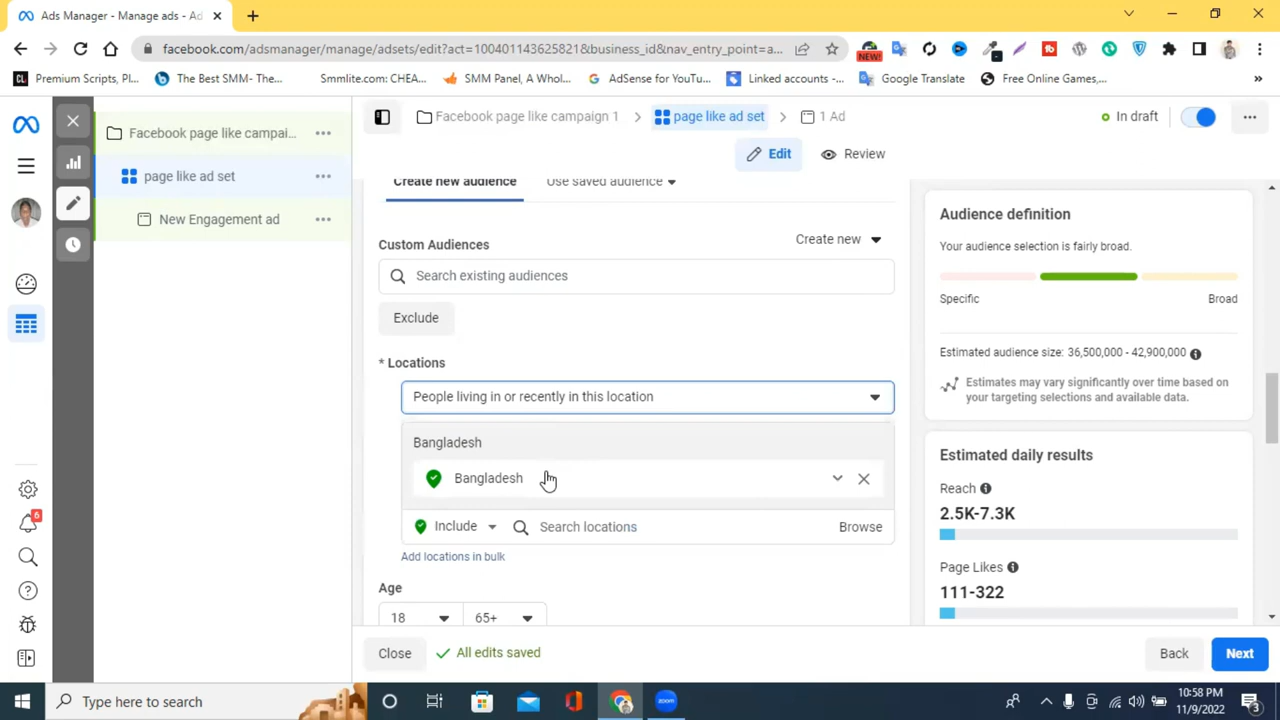 Ads Manager - Manage ads - Ad
facebook.com/adsmanager/manage/adsets/edit?act=100401143625821&business_id&nav_entry_point=a...
NEW!
Premium Scripts, Pl...
The Best SMM- The...
Smmlite.com: CHEA...
SMM Panel, A Whol...
AdSense for YouTu...
Linked accounts -...
Google Translate
Free Online Games,...
»
Facebook page like campai...
page like ad set
New Engagement ad
Facebook page like campaign 1
page like ad set
1 Ad
In draft
Edit
Review
Create new audience
Use saved audience
Custom Audiences
Create new
Search existing audiences
Exclude
* Locations
People living in or recently in this location
Bangladesh
Bangladesh
Include
Search locations
Browse
Add locations in bulk
Age
18
65+
Close
All edits saved
Back
Next
Audience definition
Your audience selection is fairly broad.
Specific
Broad
Estimated audience size: 36,500,000 - 42,900,000
Estimates may vary significantly over time based on
your targeting selections and available data.
Estimated daily results
Reach
2.5K-7.3K
Page Likes
111-322
6
Type here to search
zoom
10:58 PM
11/9/2022
3